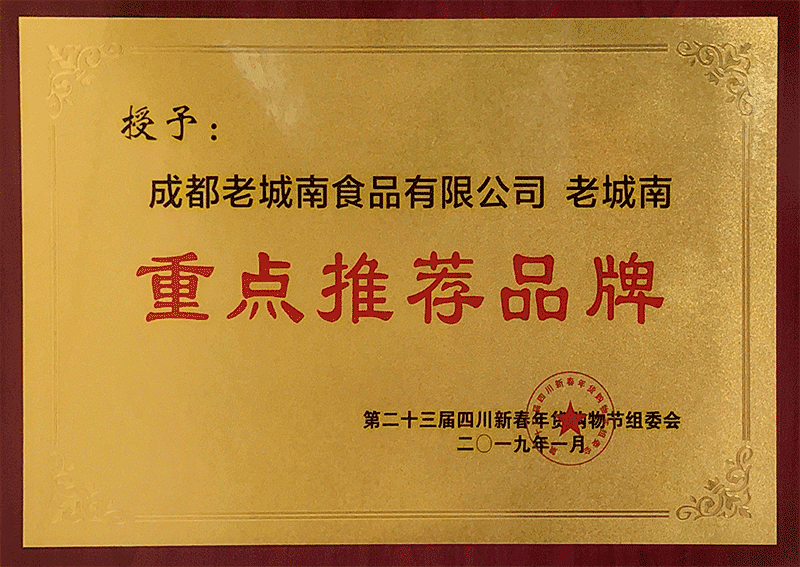 授予：
成都老城南食品有限公司 老城南
重点推荐品牌
第二十三届四川新春年货购物节组委会
二〇一九年一月